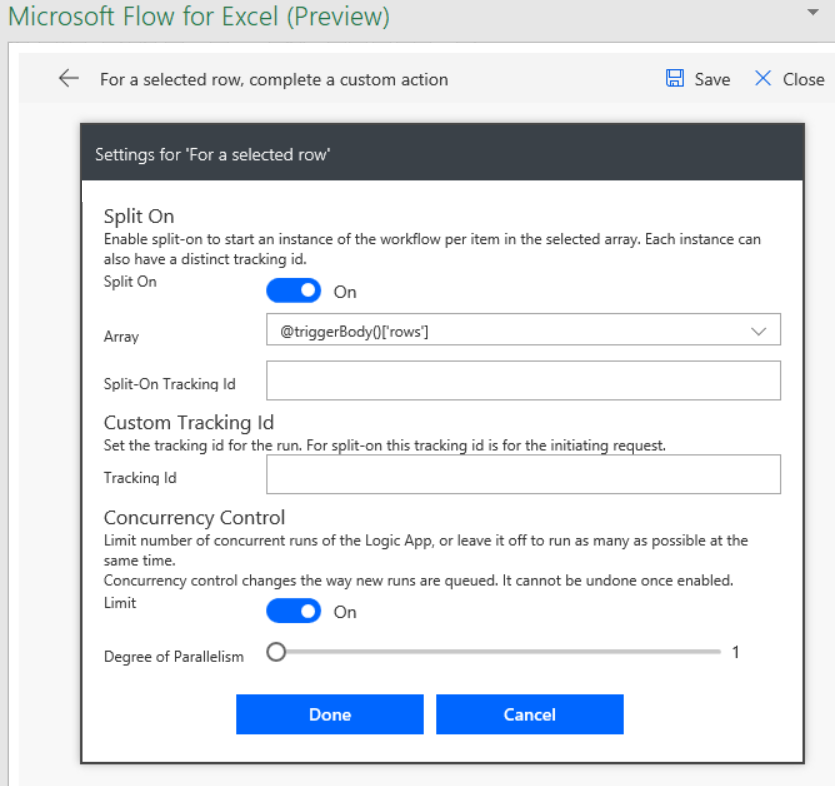 Microsoft Flow for Excel (Preview)
For a selected row, complete a custom action
Save
Close
Settings for 'For a selected row'
Split On
Enable split-on to start an instance of the workflow per item in the selected array. Each instance can
also have a distinct tracking id.
Split On
On
Array
@triggerBody()['rows']
Split-On Tracking Id
Custom Tracking Id
Set the tracking id for the run. For split-on this tracking id is for the initiating request.
Tracking Id
Concurrency Control
Limit number of concurrent runs of the Logic App, or leave it off to run as many as possible at the
same time.
Concurrency control changes the way new runs are queued. It cannot be undone once enabled.
Limit
On
Degree of Parallelism
1
Done
Cancel